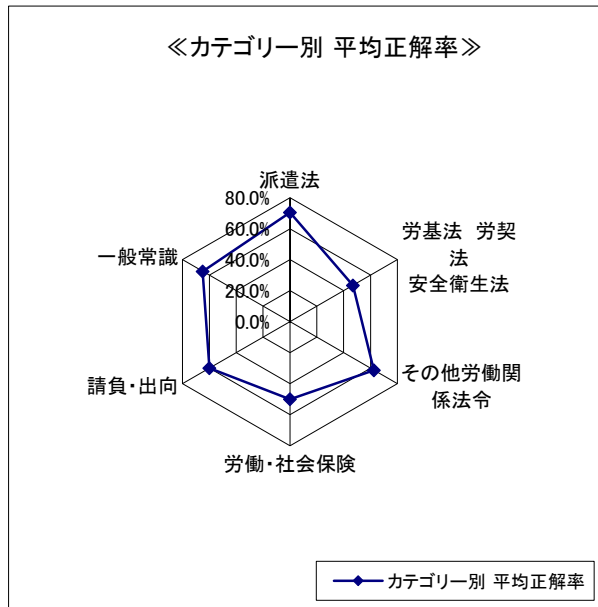 ≪カテゴリー別 平均正解率≫
派遣法
80.0%
60.0%
40.0%
20.0%
0.0%
労基法 労契
法
安全衛生法
その他労働関
係法令
労働・社会保険
請負・出向
一般常識
カテゴリー別 平均正解率